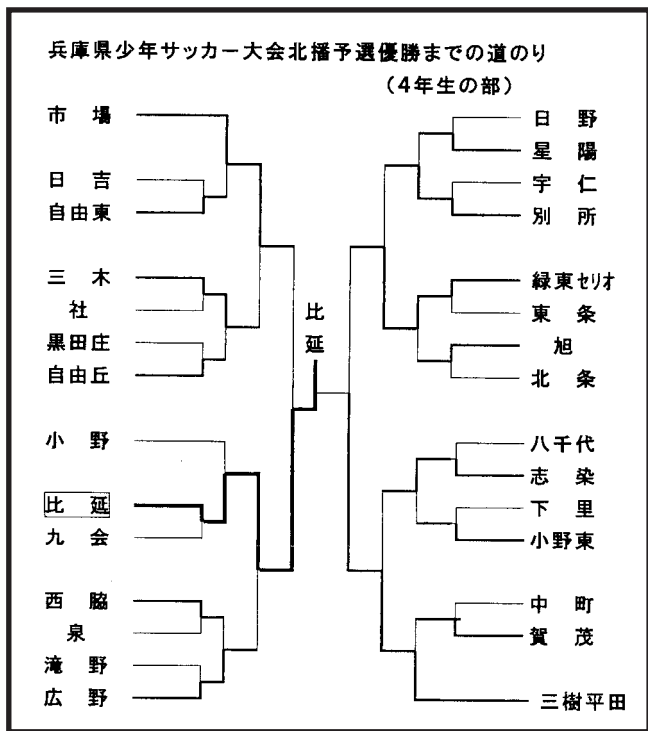 兵庫県少年サッカー大会北播予選優勝までの道のり
（4年生の部）
市場
日吉
自由東
三木
社
黒田庄
自由丘
小野
比延
九会
西脇
泉
滝野
広野
比延
日野
星陽
宇仁
別所
緑東セリオ
東条
旭
北条
八千代
志染
下里
小野東
中町
賀茂
三樹平田